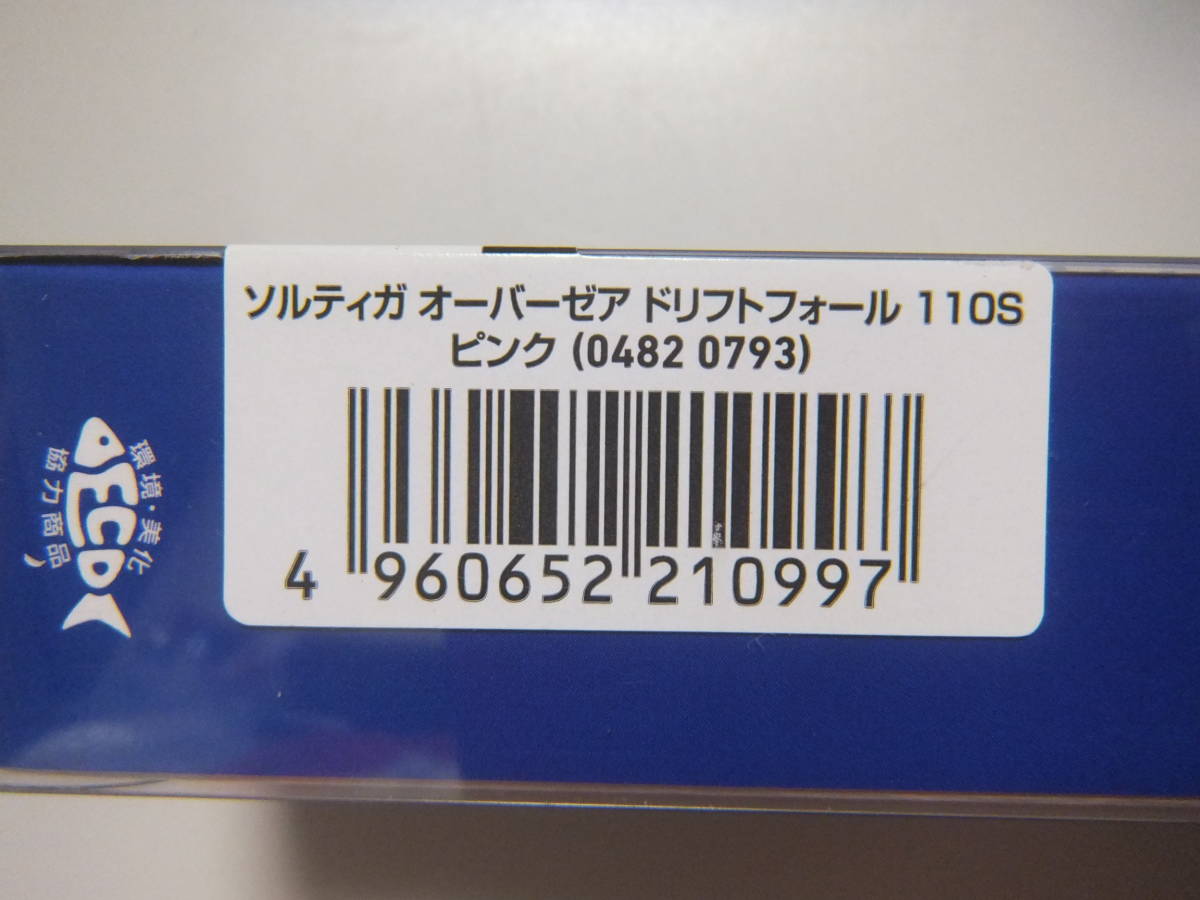 ソルティガ オーバーゼア ドリフトフォール 110S
ピンク (0482 0793)
4 960652 210997
環境・美化
ECO
協力商品